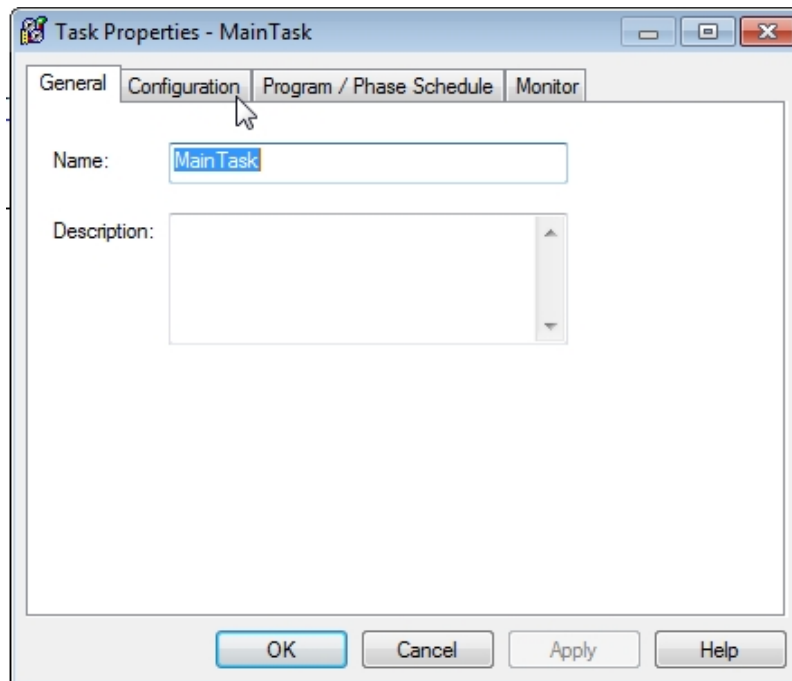 Task Properties - MainTask
General Configuration Program / Phase Schedule Monitor
Name: MainTask
Description:
OK Cancel Apply Help